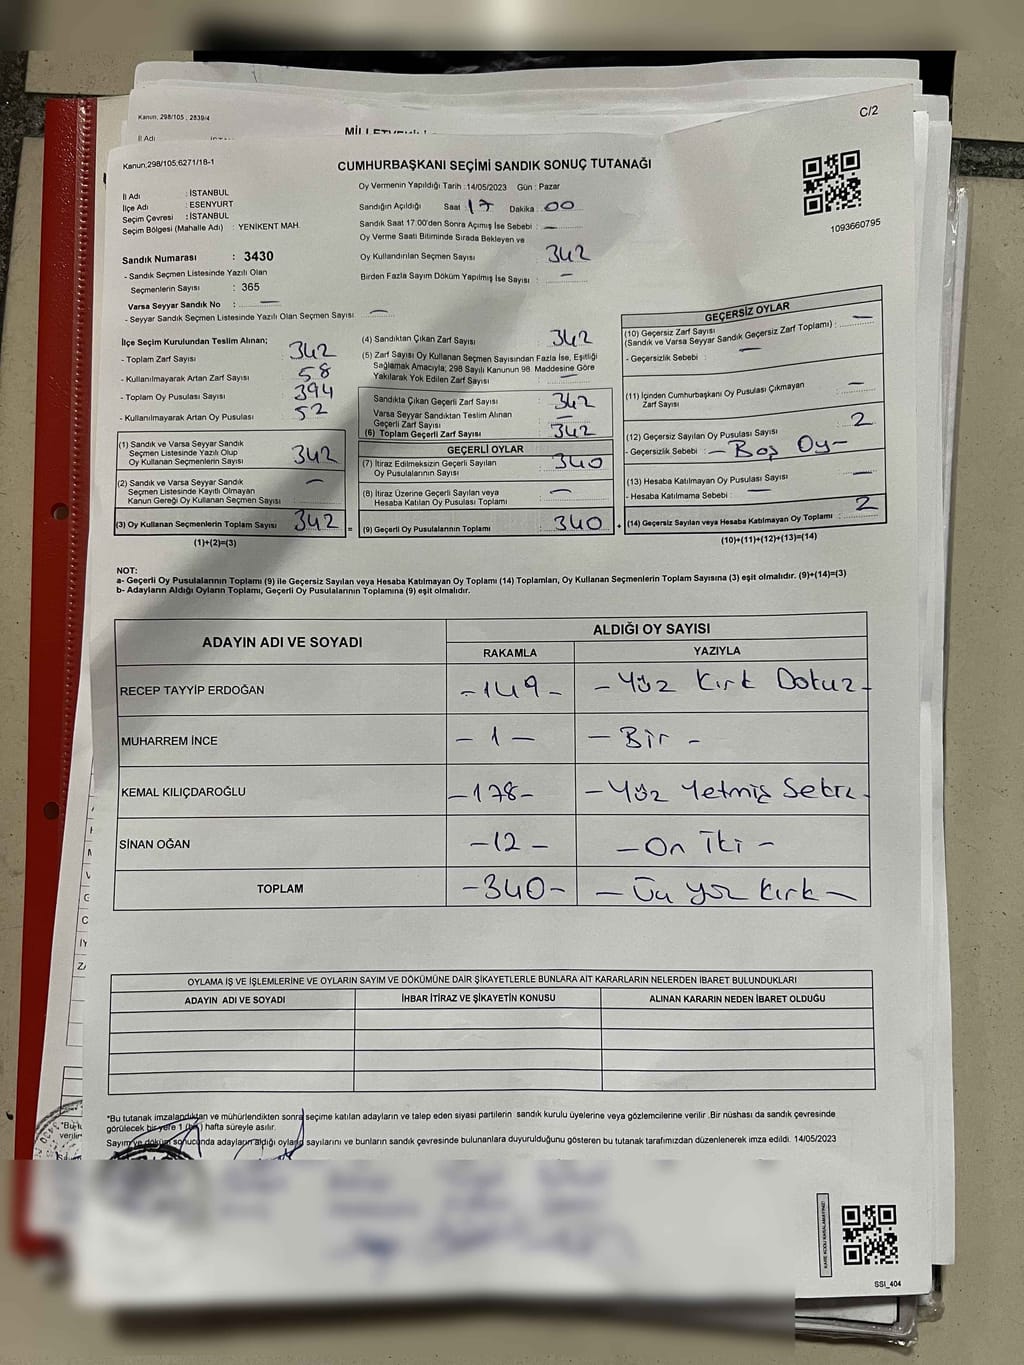 C/2
Kanun, 298/105, 2839/4
İl Adı
Kanun,298/105,6271/18-1
CUMHURBAŞKANI SEÇİMİ SANDIK SONUÇ TUTANAĞI
1093660795
İl Adı : İSTANBUL
İlçe Adı : ESENYURT
Seçim Çevresi : İSTANBUL
Seçim Bölgesi (Mahalle Adı) : YENİKENT MAH
Sandık Numarası : 3430
- Sandık Seçmen Listesinde Yazılı Olan
Seçmenlerin Sayısı : 365
Varsa Seyyar Sandık No : —
- Seyyar Sandık Seçmen Listesinde Yazılı Olan Seçmen Sayısı : —
Oy Vermenin Yapıldığı Tarih :14/05/2023 Gün : Pazar
Sandığın Açıldığı Saat : 17 Dakika : 00
Sandık Saat 17:00'den Sonra Açımış İse Sebebi : —
Oy Verme Saati Bitiminde Sırada Bekleyen ve
Oy Kullandırılan Seçmen Sayısı : 342
Birden Fazla Sayım Döküm Yapılmış İse Sayısı : —
İlçe Seçim Kurulundan Teslim Alınan;
- Toplam Zarf Sayısı : 342
- Kullanılmayarak Artan Zarf Sayısı : 58
- Toplam Oy Pusulası Sayısı : 394
- Kullanılmayarak Artan Oy Pusulası : 52
(1) Sandık ve Varsa Seyyar Sandık
Seçmen Listesinde Yazılı Olup
Oy Kullanan Seçmenlerin Sayısı : 342
(2) Sandık ve Varsa Seyyar Sandık
Seçmen Listesinde Kayıtlı Olmayan
Kanun Gereği Oy Kullanan Seçmen Sayısı : —
(3) Oy Kullanan Seçmenlerin Toplam Sayısı : 342 =
(1)+(2)=(3)
(4) Sandıktan Çıkan Zarf Sayısı : 342
(5) Zarf Sayısı Oy Kullanan Seçmen Sayısından Fazla İse, Eşitliği
Sağlamak Amacıyla; 298 Sayılı Kanunun 98. Maddesine Göre
Yakılarak Yok Edilen Zarf Sayısı : —
Sandıkta Çıkan Geçerli Zarf Sayısı : 342
Varsa Seyyar Sandıktan Teslim Alınan
Geçerli Zarf Sayısı : —
(6) Toplam Geçerli Zarf Sayısı : 342
GEÇERLİ OYLAR
(7) İtiraz Edilmeksizin Geçerli Sayılan
Oy Pusulalarının Sayısı : 340
(8) İtiraz Üzerine Geçerli Sayılan veya
Hesaba Katılan Oy Pusulası Toplamı : —
(9) Geçerli Oy Pusulalarının Toplamı : 340 +
GEÇERSİZ OYLAR
(10) Geçersiz Zarf Sayısı
(Sandık ve Varsa Seyyar Sandık Geçersiz Zarf Toplamı) : —
- Geçersizlik Sebebi : —
(11) İçinden Cumhurbaşkanı Oy Pusulası Çıkmayan
Zarf Sayısı : —
(12) Geçersiz Sayılan Oy Pusulası Sayısı : 2
- Geçersizlik Sebebi : — Boş Oy —
(13) Hesaba Katılmayan Oy Pusulası Sayısı : —
- Hesaba Katılmama Sebebi : —
(14) Geçersiz Sayılan veya Hesaba Katılmayan Oy Toplamı : 2
(10)+(11)+(12)+(13)=(14)
NOT:
a- Geçerli Oy Pusulalarının Toplamı (9) ile Geçersiz Sayılan veya Hesaba Katılmayan Oy Toplamı (14) Toplamları, Oy Kullanan Seçmenlerin Toplam Sayısına (3) eşit olmalıdır. (9)+(14)=(3)
b- Adayların Aldığı Oyların Toplamı, Geçerli Oy Pusulalarının Toplamına (9) eşit olmalıdır.
ADAYIN ADI VE SOYADI ALDIĞI OY SAYISI
RAKAMLA YAZIYLA
RECEP TAYYİP ERDOĞAN - 149 - - Yüz Kırk Dokuz -
MUHARREM İNCE - 1 - - Bir -
KEMAL KILIÇDAROĞLU - 178 - - Yüz Yetmiş Sekiz -
SİNAN OĞAN - 12 - - On İki -
TOPLAM - 340 - - Üç yüz Kırk -
OYLAMA İŞ VE İŞLEMLERİNE VE OYLARIN SAYIM VE DÖKÜMÜNE DAİR ŞİKAYETLERLE BUNLARA AİT KARARLARIN NELERDEN İBARET BULUNDUKLARI
ADAYIN ADI VE SOYADI İHBAR İTİRAZ VE ŞİKAYETİN KONUSU ALINAN KARARIN NEDEN İBARET OLDUĞU
*Bu tutanak imzalandıktan ve mühürlendikten sonra seçime katılan adayların ve talep eden siyasi partilerin sandık kurulu üyelerine veya gözlemcilerine verilir .Bir nüshası da sandık çevresinde
görülecek bir yere 1 (bir) hafta süreyle asılır.
Sayım ve döküm sonucunda adayların aldığı oyların sayılarını ve bunların sandık çevresinde bulunanlara duyurulduğunu gösteren bu tutanak tarafımızdan düzenlenerek imza edildi. 14/05/2023
KARE KODU KARALAMAYINIZ!
SSI_404